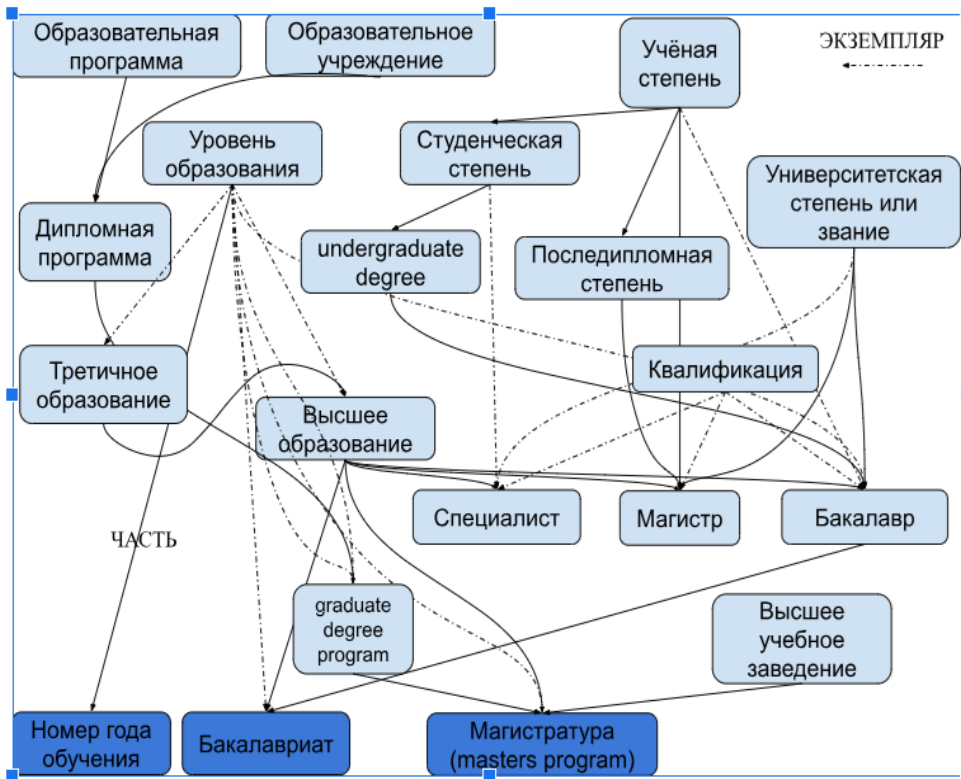 Образовательная
программа
Образовательное
учреждение
Учёная
степень
ЭКЗЕМПЛЯР
Уровень
образования
Студенческая
степень
Университетская
степень или
звание
Дипломная
программа
undergraduate
degree
Последипломная
степень
Третичное
образование
Квалификация
Высшее
образование
Специалист
Магистр
Бакалавр
ЧАСТЬ
graduate
degree
program
Высшее
учебное
заведение
Номер года
обучения
Бакалавриат
Магистратура
(masters program)